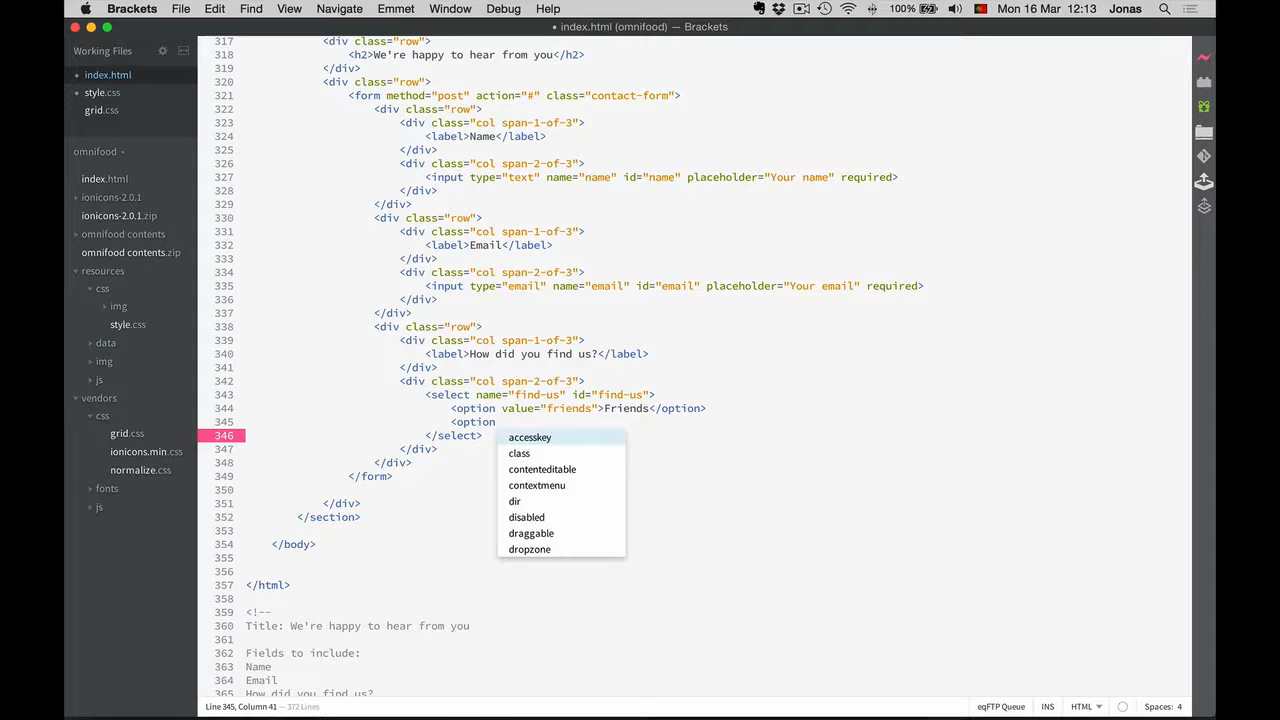 Brackets File Edit Find View Navigate Emmet Window Debug Help 100% Mon 16 Mar 12:13 Jonas
• index.html (omnifood) — Brackets
Working Files
• index.html
• style.css
grid.css
omnifood
index.html
ionicons-2.0.1
ionicons-2.0.1.zip
omnifood contents
omnifood contents.zip
resources
css
img
style.css
data
img
js
vendors
css
grid.css
ionicons.min.css
normalize.css
fonts
js
317 <div class="row">
318 <h2>We're happy to hear from you</h2>
319 </div>
320 <div class="row">
321 <form method="post" action="#" class="contact-form">
322 <div class="row">
323 <div class="col span-1-of-3">
324 <label>Name</label>
325 </div>
326 <div class="col span-2-of-3">
327 <input type="text" name="name" id="name" placeholder="Your name" required>
328 </div>
329 </div>
330 <div class="row">
331 <div class="col span-1-of-3">
332 <label>Email</label>
333 </div>
334 <div class="col span-2-of-3">
335 <input type="email" name="email" id="email" placeholder="Your email" required>
336 </div>
337 </div>
338 <div class="row">
339 <div class="col span-1-of-3">
340 <label>How did you find us?</label>
341 </div>
342 <div class="col span-2-of-3">
343 <select name="find-us" id="find-us">
344 <option value="friends">Friends</option>
345 <option
346 </select>
347 </div>
348 </div>
349 </form>
350
351 </div>
352 </section>
353
354 </body>
355
356
357 </html>
358
359 <!--
360 Title: We're happy to hear from you
361
362 Fields to include:
363 Name
364 Email
365 How did you find us?
accesskey
class
contenteditable
contextmenu
dir
disabled
draggable
dropzone
Line 345, Column 41 — 372 Lines
eqFTP Queue INS HTML Spaces: 4